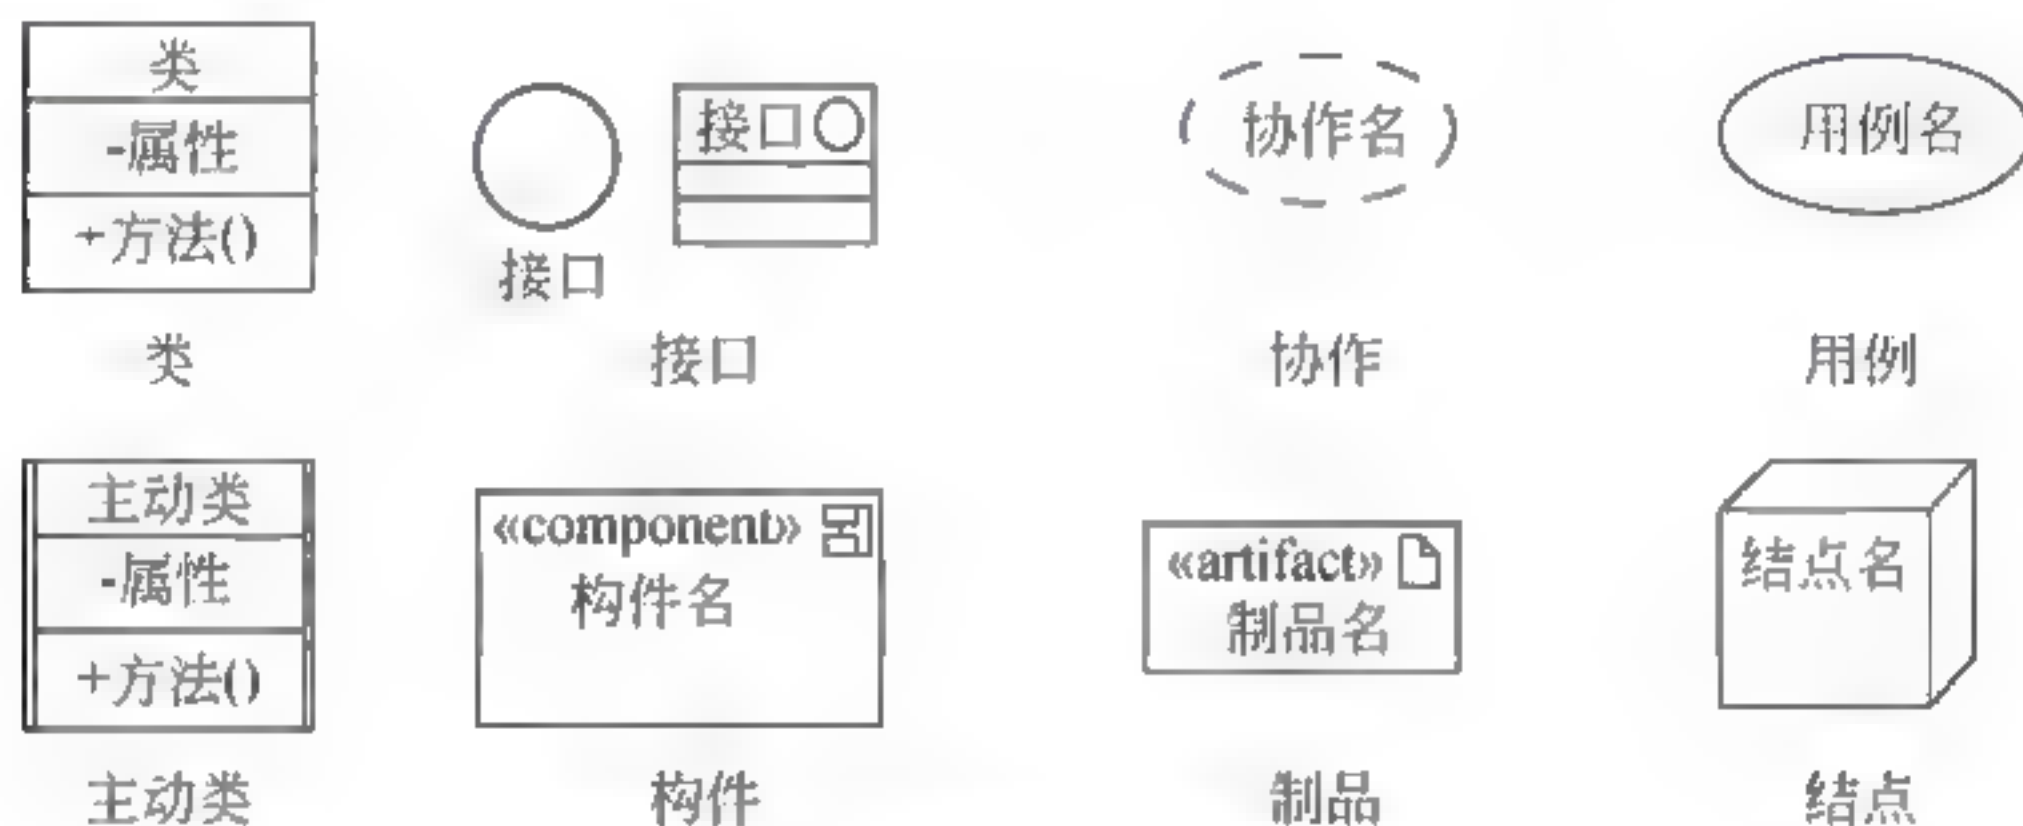 类
-属性
+方法()
类
接口
接口
接口
协作名
协作
用例名
用例
主动类
-属性
+方法()
主动类
«component»
构件名
构件
«artifact»
制品名
制品
结点名
结点